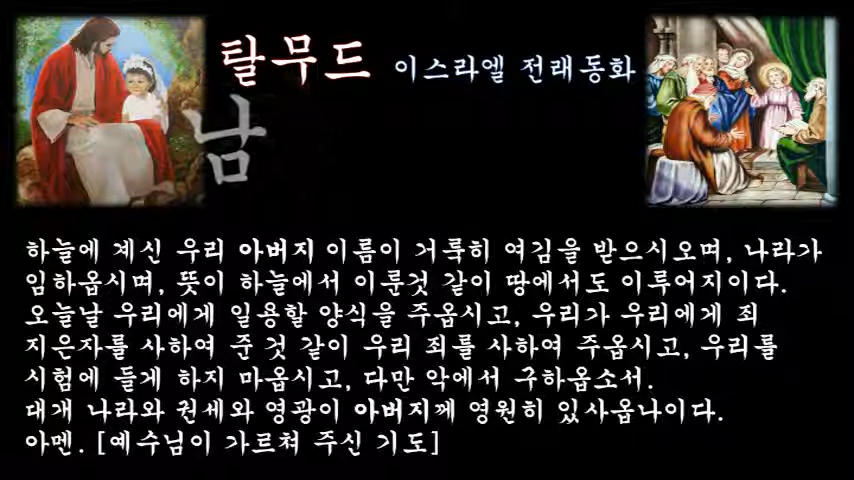 탈무드 이스라엘 전래동화
남
하늘에 계신 우리 아버지 이름이 거룩히 여김을 받으시오며, 나라가
임하옵시며, 뜻이 하늘에서 이룬것 같이 땅에서도 이루어지이다.
오늘날 우리에게 일용할 양식을 주옵시고, 우리가 우리에게 죄
지은자를 사하여 준 것 같이 우리 죄를 사하여 주옵시고, 우리를
시험에 들게 하지 마옵시고, 다만 악에서 구하옵소서.
대개 나라와 권세와 영광이 아버지께 영원히 있사옵나이다.
아멘. [예수님이 가르쳐 주신 기도]